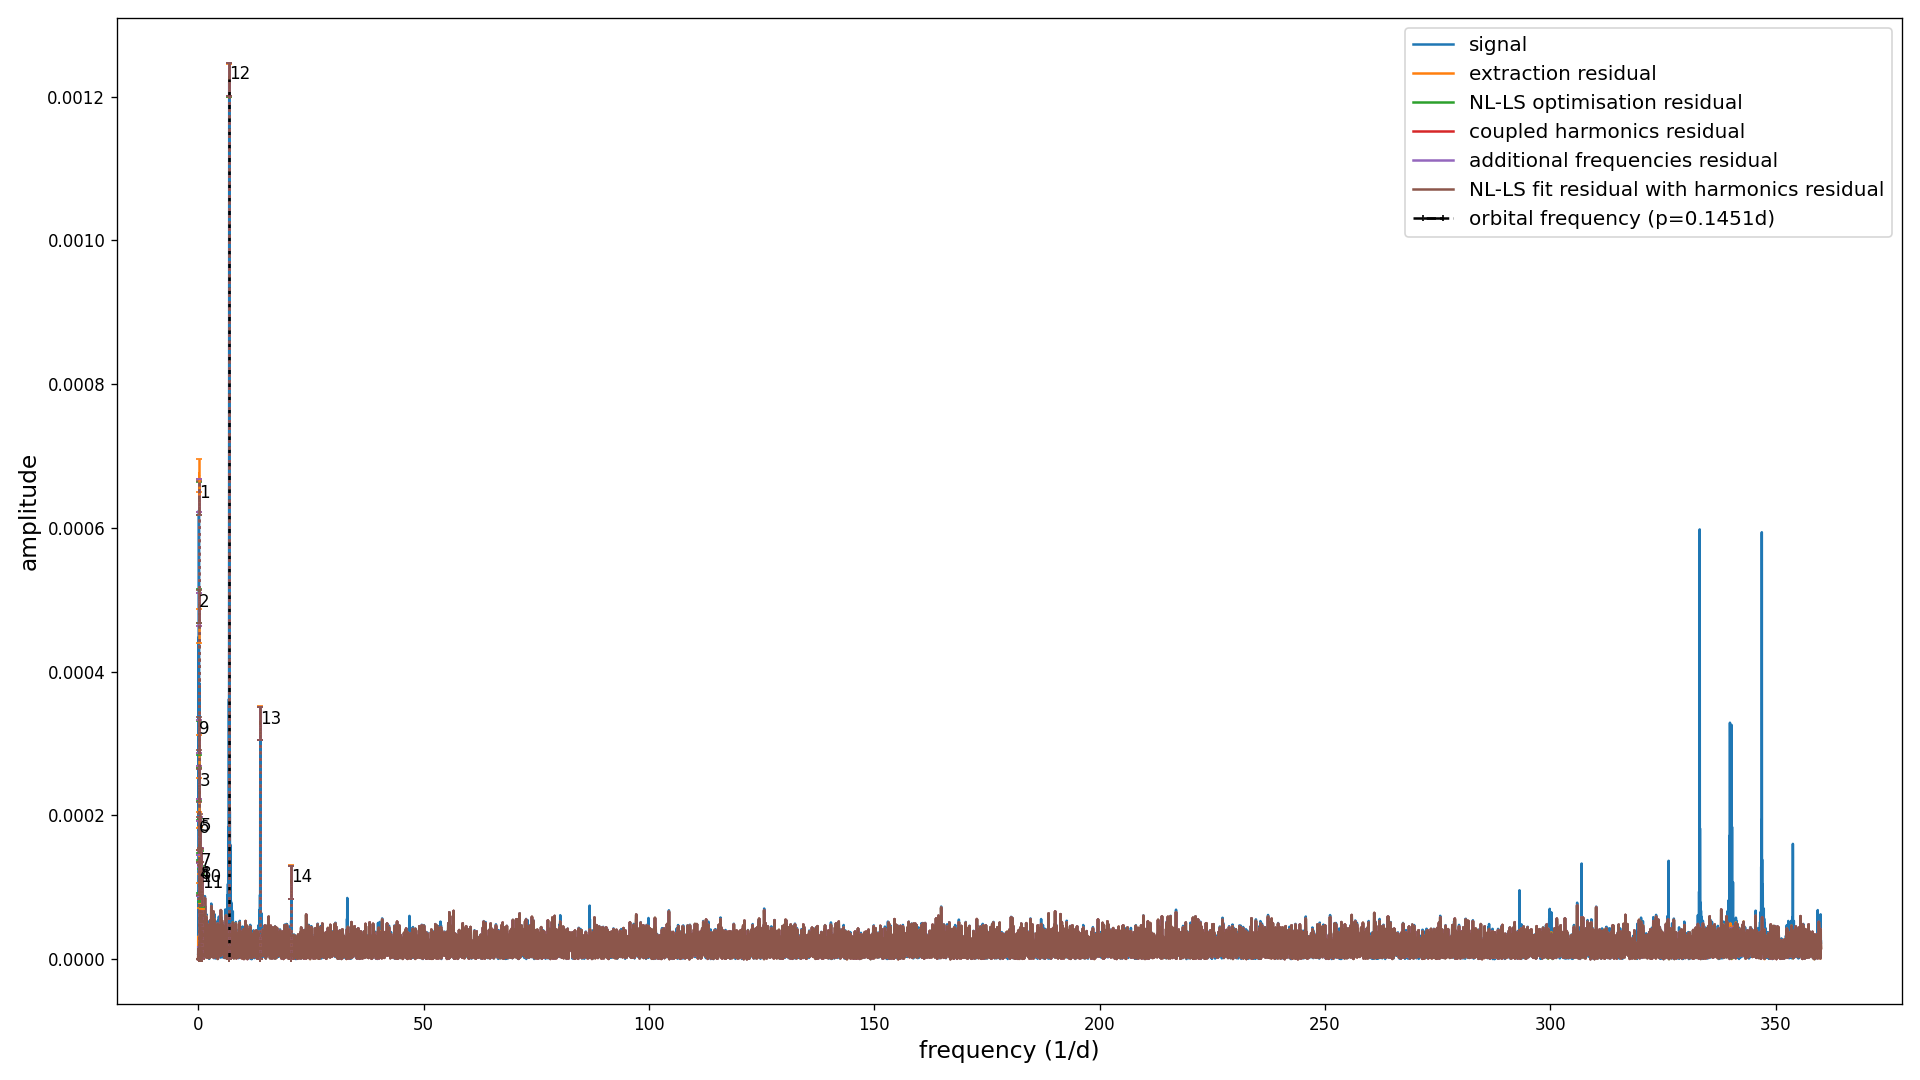 signal
extraction residual
NL-LS optimisation residual
coupled harmonics residual
additional frequencies residual
NL-LS fit residual with harmonics residual
orbital frequency (p=0.1451d)
amplitude
0.0012
0.0010
0.0008
0.0006
0.0004
0.0002
0.0000
12
1
2
9
13
3
5
7
14
10
11
0
50
100
150
200
250
300
350
frequency (1/d)